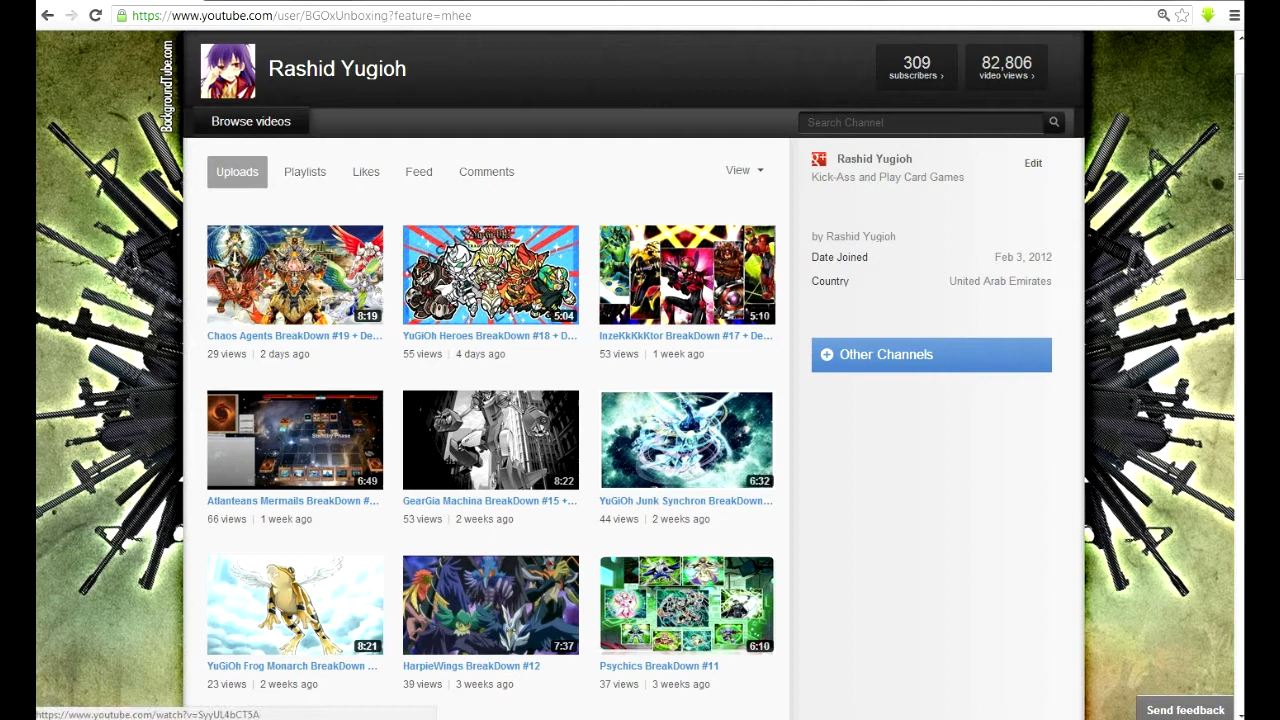 https://www.youtube.com/user/BGOxUnboxing?feature=mhee
BackgroundTube.com
Rashid Yugioh
309
subscribers ›
82,806
video views ›
Browse videos
Search Channel
Uploads
Playlists
Likes
Feed
Comments
View
Rashid Yugioh
Edit
Kick-Ass and Play Card Games
by Rashid Yugioh
Date Joined
Feb 3, 2012
Country
United Arab Emirates
Other Channels
8:19
5:04
5:10
Chaos Agents BreakDown #19 + De...
YuGiOh Heroes BreakDown #18 + D...
InzeKkKkKtor BreakDown #17 + De...
29 views | 2 days ago
55 views | 4 days ago
53 views | 1 week ago
Standby Phase
6:49
8:22
6:32
Atlanteans Mermails BreakDown #...
GearGia Machina BreakDown #15 +...
YuGiOh Junk Synchron BreakDown...
66 views | 1 week ago
53 views | 2 weeks ago
44 views | 2 weeks ago
8:21
7:37
6:10
YuGiOh Frog Monarch BreakDown ...
HarpieWings BreakDown #12
Psychics BreakDown #11
23 views | 2 weeks ago
39 views | 3 weeks ago
37 views | 3 weeks ago
https://www.youtube.com/watch?v=SyyUL4bCT5A
Send feedback